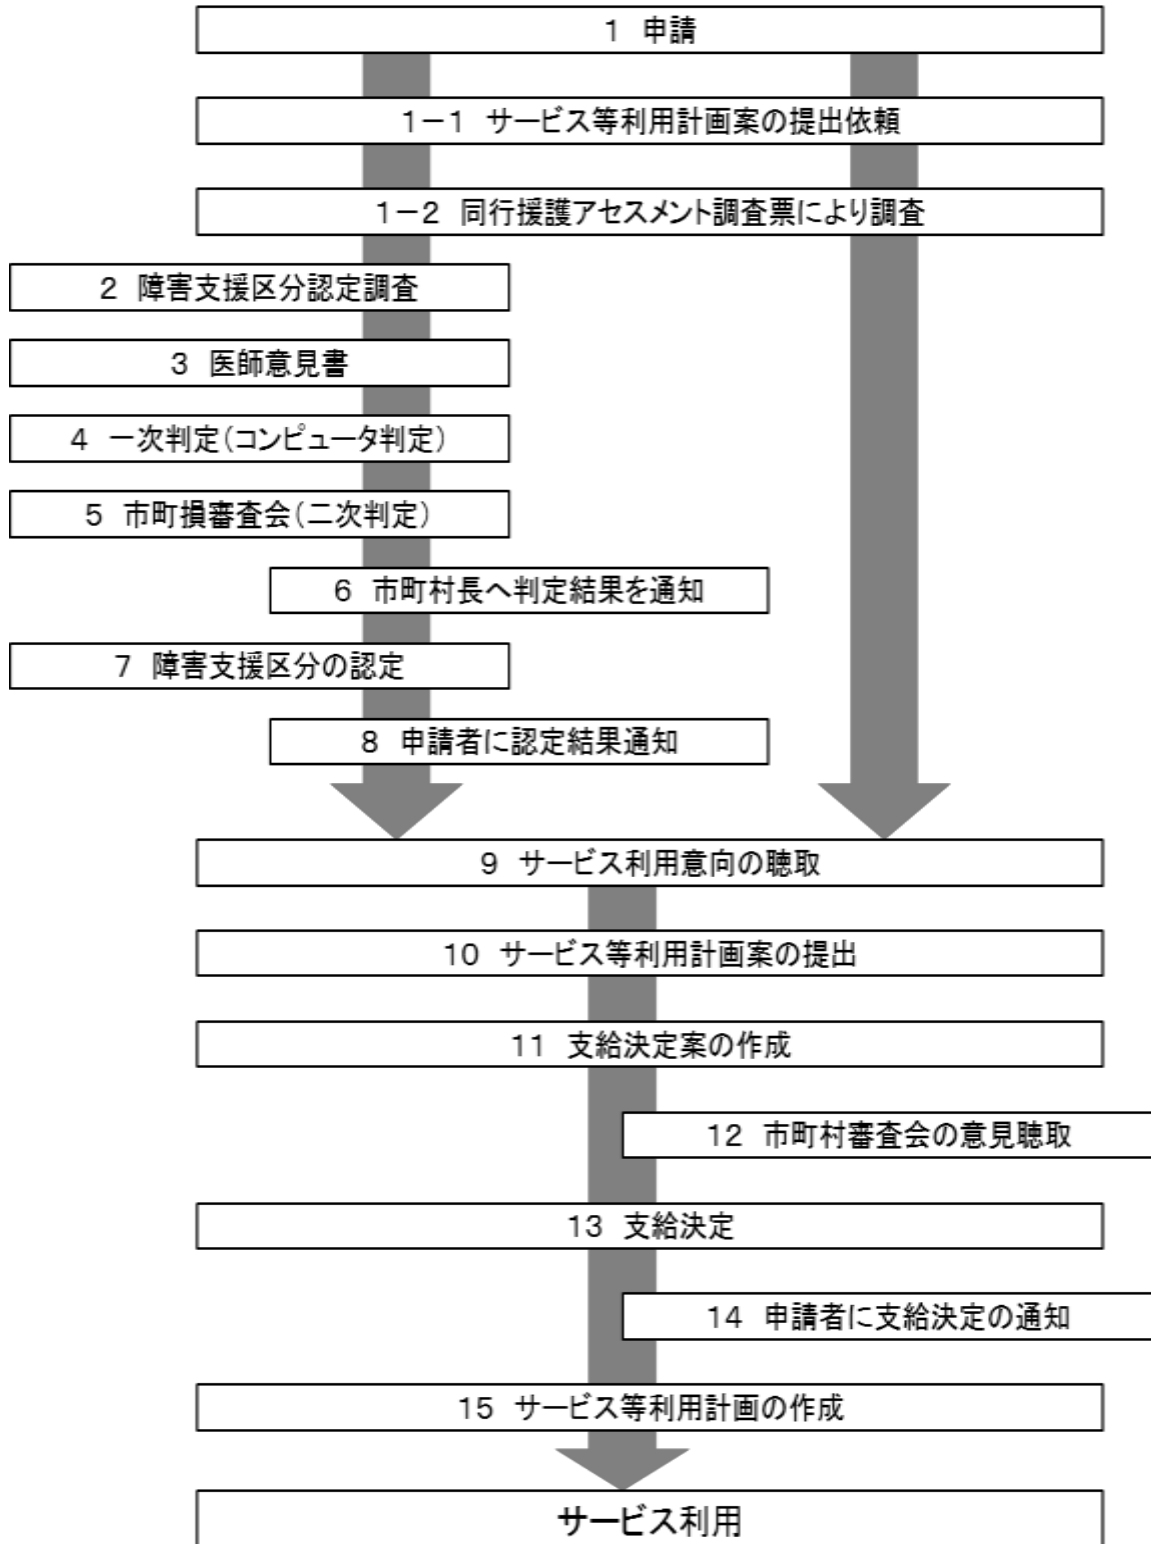 1 申請
1－1 サービス等利用計画案の提出依頼
1－2 同行援護アセスメント調査票により調査
2 障害支援区分認定調査
3 医師意見書
4 一次判定(コンピュータ判定)
5 市町損審査会(二次判定)
6 市町村長へ判定結果を通知
7 障害支援区分の認定
8 申請者に認定結果通知
9 サービス利用意向の聴取
10 サービス等利用計画案の提出
11 支給決定案の作成
12 市町村審査会の意見聴取
13 支給決定
14 申請者に支給決定の通知
15 サービス等利用計画の作成
サービス利用